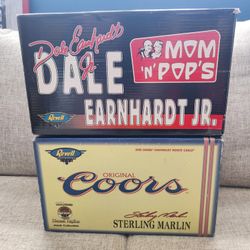 Dale Earnhardt Jr
DALE
MOM
'N' POP'S
Revell
EARNHARDT JR.
Revell
ORIGINAL
Coors
Sterling Marlin
STERLING MARLIN